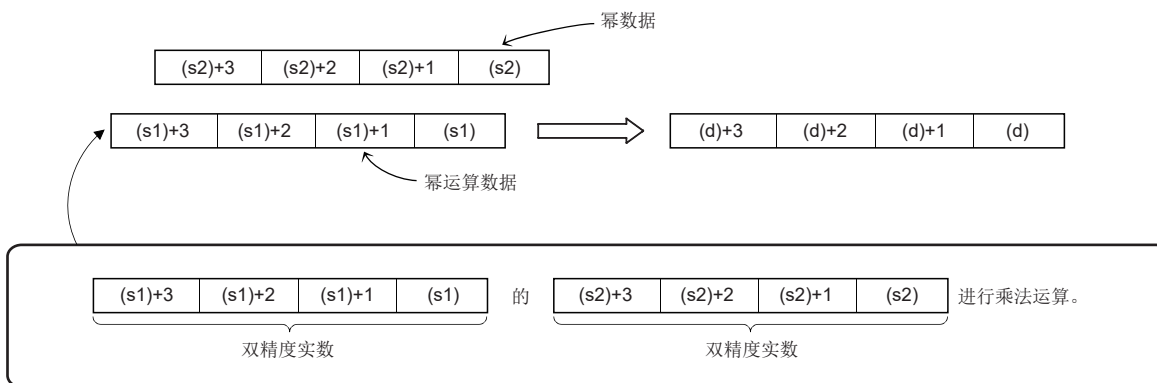 幂数据
(s2)+3 (s2)+2 (s2)+1 (s2)
(s1)+3 (s1)+2 (s1)+1 (s1) (d)+3 (d)+2 (d)+1 (d)
幂运算数据
(s1)+3 (s1)+2 (s1)+1 (s1) 的 (s2)+3 (s2)+2 (s2)+1 (s2) 进行乘法运算。
双精度实数 双精度实数